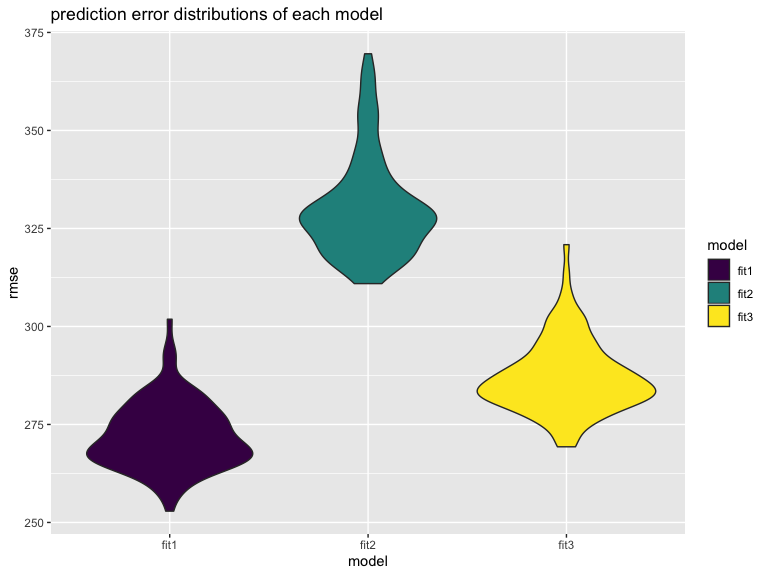 prediction error distributions of each model
375
350
325
300
275
250
rmse
fit1
fit2
fit3
model
model
fit1
fit2
fit3